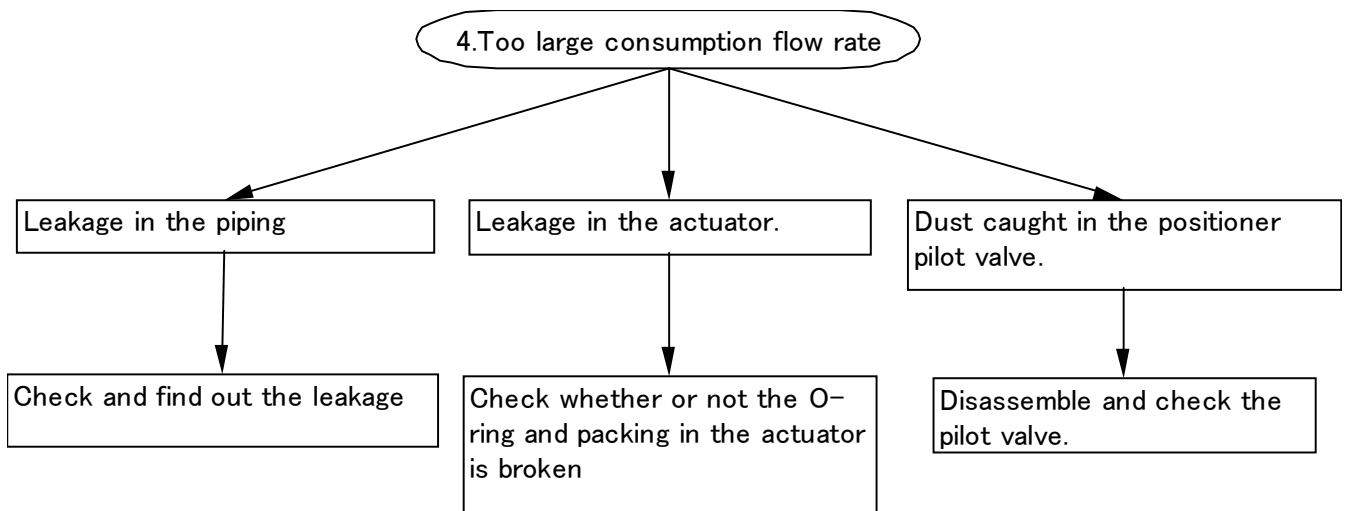 4.Too large consumption flow rate
Leakage in the piping
Leakage in the actuator.
Dust caught in the positioner
pilot valve.
Check and find out the leakage
Check whether or not the O-
ring and packing in the actuator
is broken
Disassemble and check the
pilot valve.